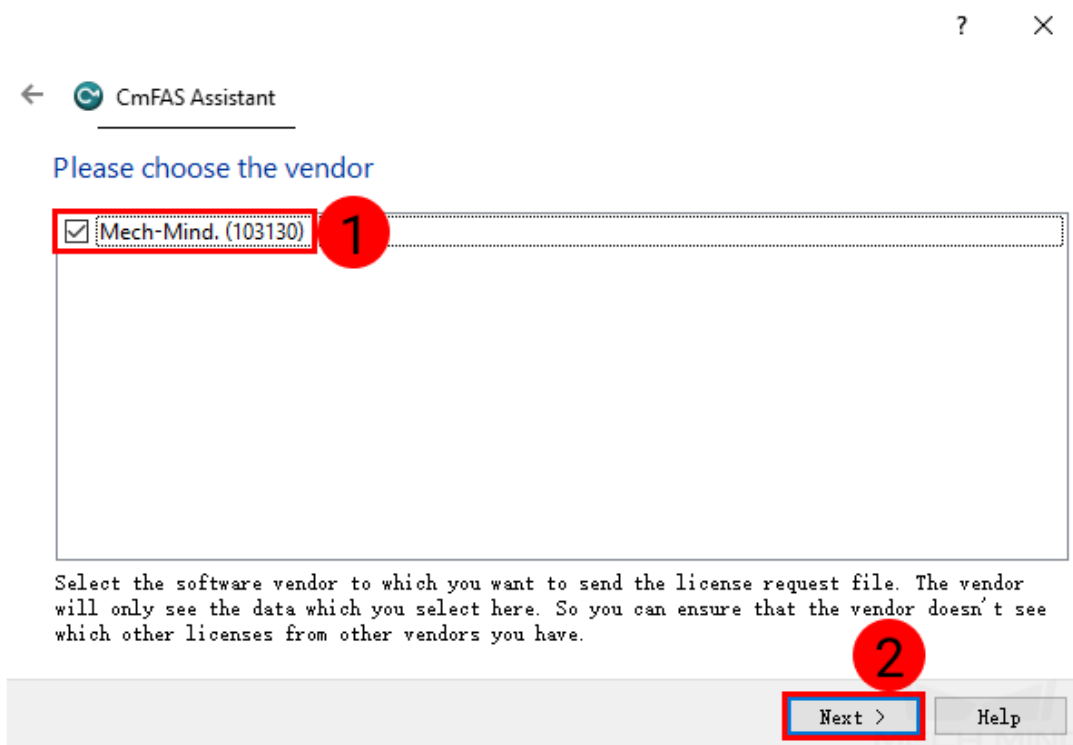 ?
CmFAS Assistant
Please choose the vendor
Mech-Mind. (103130)
1
Select the software vendor to which you want to send the license request file. The vendor
will only see the data which you select here. So you can ensure that the vendor doesn't see
which other licenses from other vendors you have.
2
Next >
Help